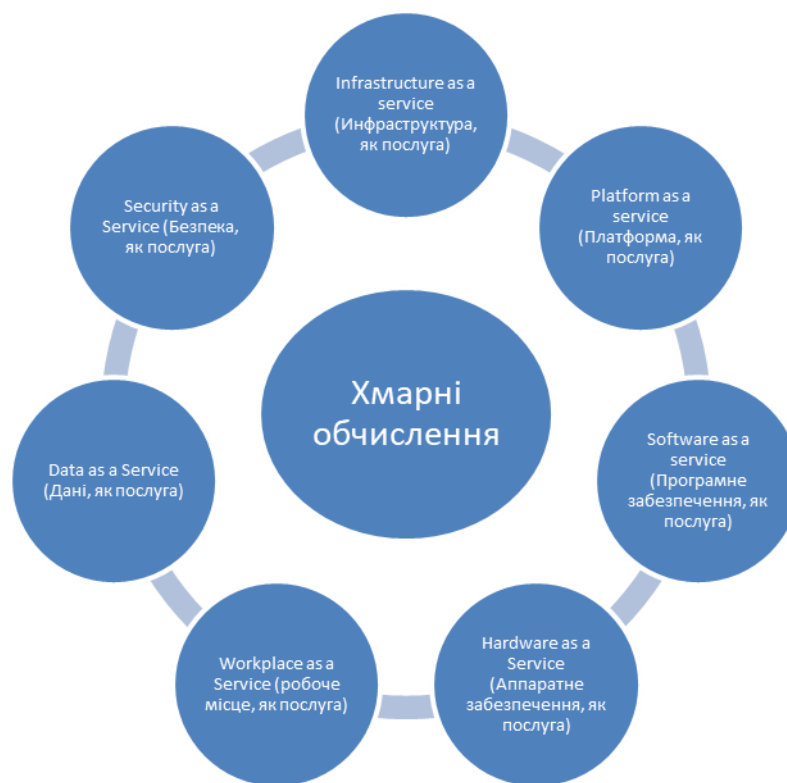 Infrastructure as a
service
(Инфраструктура,
як послуга)
Platform as a
service
(Платформа, як
послуга)
Software as a
service
(Програмне
забезпечення, як
послуга)
Hardware as a
Service
(Аппаратне
забезпечення, як
послуга)
Workplace as a
Service (робоче
місце, як послуга)
Data as a Service
(Дані, як послуга)
Security as a
Service (Безпека,
як послуга)
Хмарні
обчислення